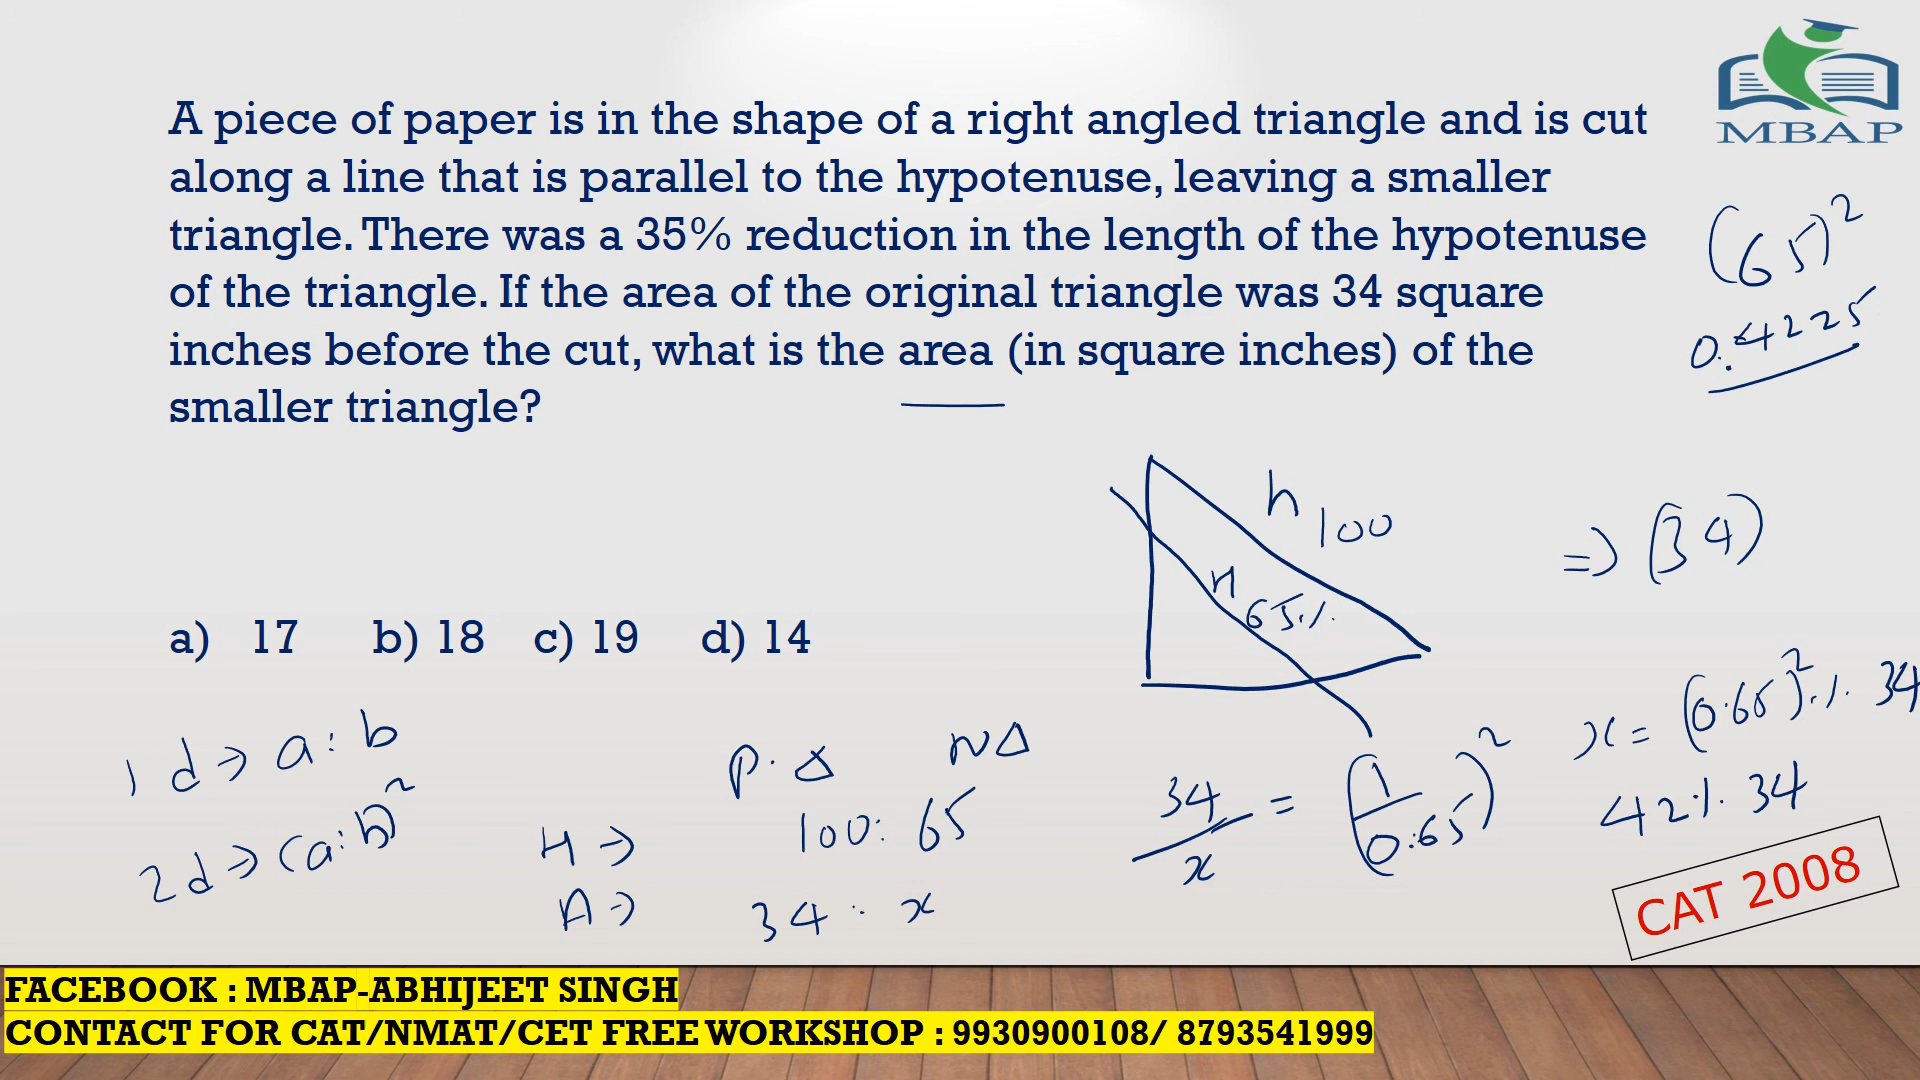 MBAP
A piece of paper is in the shape of a right angled triangle and is cut
along a line that is parallel to the hypotenuse, leaving a smaller
triangle. There was a 35% reduction in the length of the hypotenuse
of the triangle. If the area of the original triangle was 34 square
inches before the cut, what is the area (in square inches) of the
smaller triangle?
(65)²
0.4225
h 100
65%
=> (34)
a) 17 b) 18 c) 19 d) 14
1d => a:b
2d => (a:b)²
P.Δ NΔ
H => 100: 65
A => 34 : x
34/x = (1/0.65)²
x = (0.65)² .%. 34
42% 34
CAT 2008
FACEBOOK : MBAP-ABHIJEET SINGH
CONTACT FOR CAT/NMAT/CET FREE WORKSHOP : 9930900108/ 8793541999